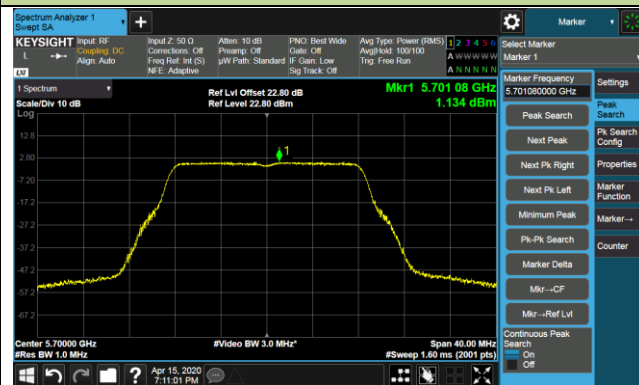 Spectrum Analyzer 1
Swept SA
Marker
KEYSIGHT
L
LXI
Input: RF
Coupling: DC
Align: Auto
Input Z: 50 Ω
Corrections: Off
Freq Ref: Int (S)
NFE: Adaptive
Atten: 10 dB
Preamp: Off
µW Path: Standard
PNO: Best Wide
Gate: Off
IF Gain: Low
Sig Track: Off
Avg Type: Power (RMS)
Avg|Hold: 100/100
Trig: Free Run
1 2 3 4 5 6
A W W W W W
A N N N N N
Select Marker
Marker 1
1 Spectrum
Scale/Div 10 dB
Log
Ref Lvl Offset 22.80 dB
Ref Level 22.80 dBm
Mkr1 5.701 08 GHz
1.134 dBm
12.8
2.80
-7.20
-17.2
-27.2
-37.2
-47.2
-57.2
-67.2
1
Center 5.70000 GHz
#Res BW 1.0 MHz
#Video BW 3.0 MHz*
Span 40.00 MHz
#Sweep 1.60 ms (2001 pts)
Marker Frequency
5.701080000 GHz
Peak Search
Next Peak
Next Pk Right
Next Pk Left
Minimum Peak
Pk-Pk Search
Marker Delta
Mkr→CF
Mkr→Ref Lvl
Continuous Peak
Search
On
Off
Settings
Peak
Search
Pk Search
Config
Properties
Marker
Function
Marker→
Counter
Apr 15, 2020
7:11:01 PM